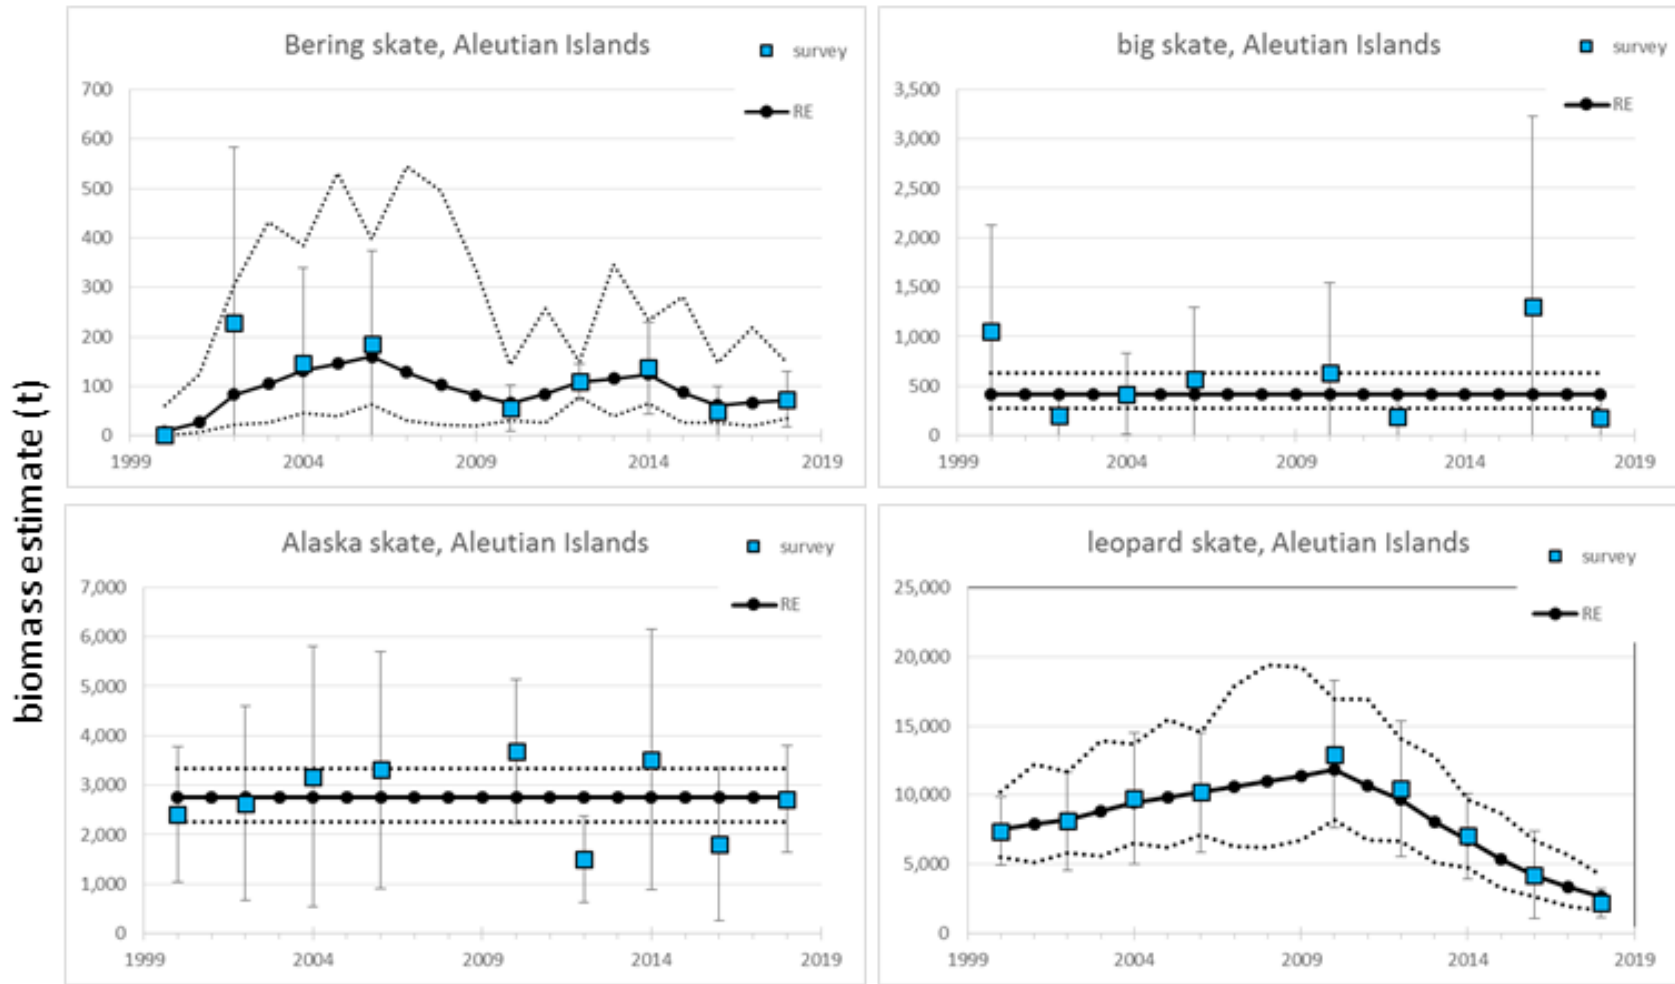 biomass estimate (t)
Bering skate, Aleutian Islands
survey
RE
700
600
500
400
300
200
100
0
1999 2004 2009 2014 2019
big skate, Aleutian Islands
survey
RE
3,500
3,000
2,500
2,000
1,500
1,000
500
0
1999 2004 2009 2014 2019
Alaska skate, Aleutian Islands
survey
RE
7,000
6,000
5,000
4,000
3,000
2,000
1,000
0
1999 2004 2009 2014 2019
leopard skate, Aleutian Islands
survey
RE
25,000
20,000
15,000
10,000
5,000
0
1999 2004 2009 2014 2019